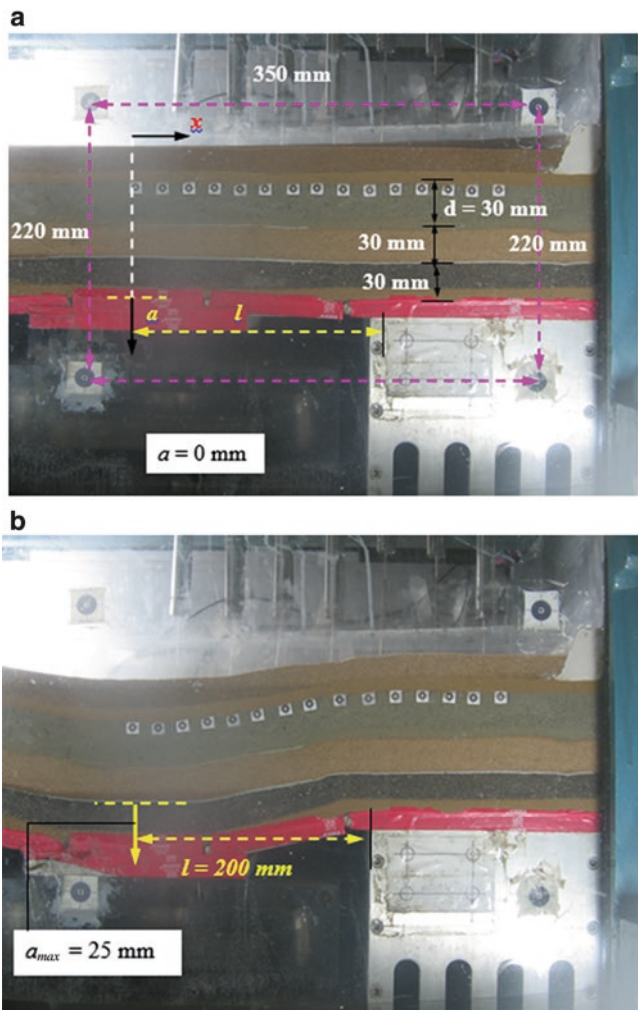 a
350 mm
x
d = 30 mm
220 mm
30 mm
220 mm
30 mm
a
l
a = 0 mm
b
l = 200 mm
amax = 25 mm